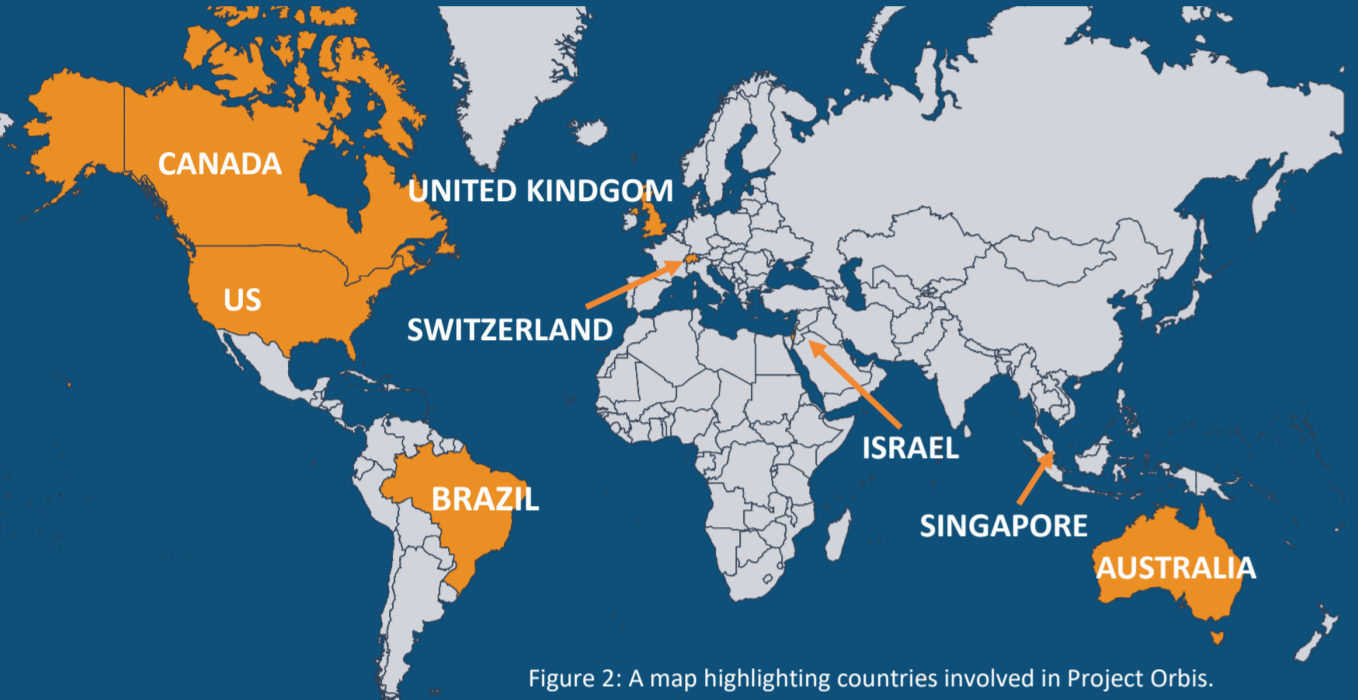 CANADA
UNITED KINDGOM
US
SWITZERLAND
ISRAEL
BRAZIL
SINGAPORE
AUSTRALIA
Figure 2: A map highlighting countries involved in Project Orbis.